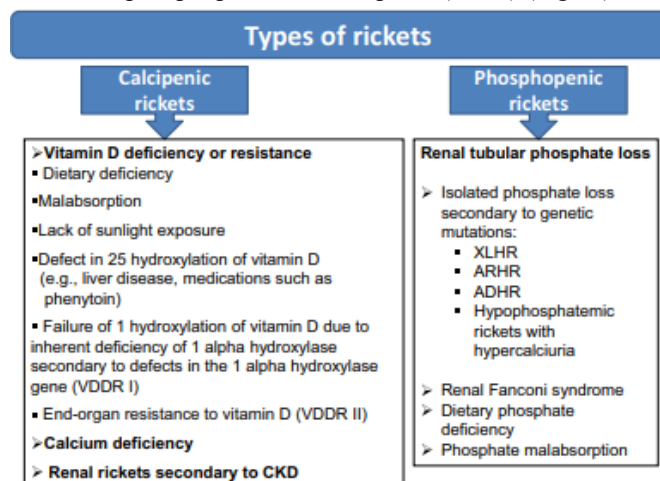 Types of rickets
Calcipenic
rickets
➢Vitamin D deficiency or resistance
▪ Dietary deficiency
▪Malabsorption
▪Lack of sunlight exposure
▪Defect in 25 hydroxylation of vitamin D
(e.g., liver disease, medications such as
phenytoin)
▪ Failure of 1 hydroxylation of vitamin D due to
inherent deficiency of 1 alpha hydroxylase
secondary to defects in the 1 alpha hydroxylase
gene (VDDR I)
▪ End-organ resistance to vitamin D (VDDR II)
➢Calcium deficiency
➢ Renal rickets secondary to CKD
Phosphopenic
rickets
Renal tubular phosphate loss
➢ Isolated phosphate loss
secondary to genetic
mutations:
▪ XLHR
▪ ARHR
▪ ADHR
▪ Hypophosphatemic
rickets with
hypercalciuria
➢ Renal Fanconi syndrome
➢ Dietary phosphate
deficiency
➢ Phosphate malabsorption